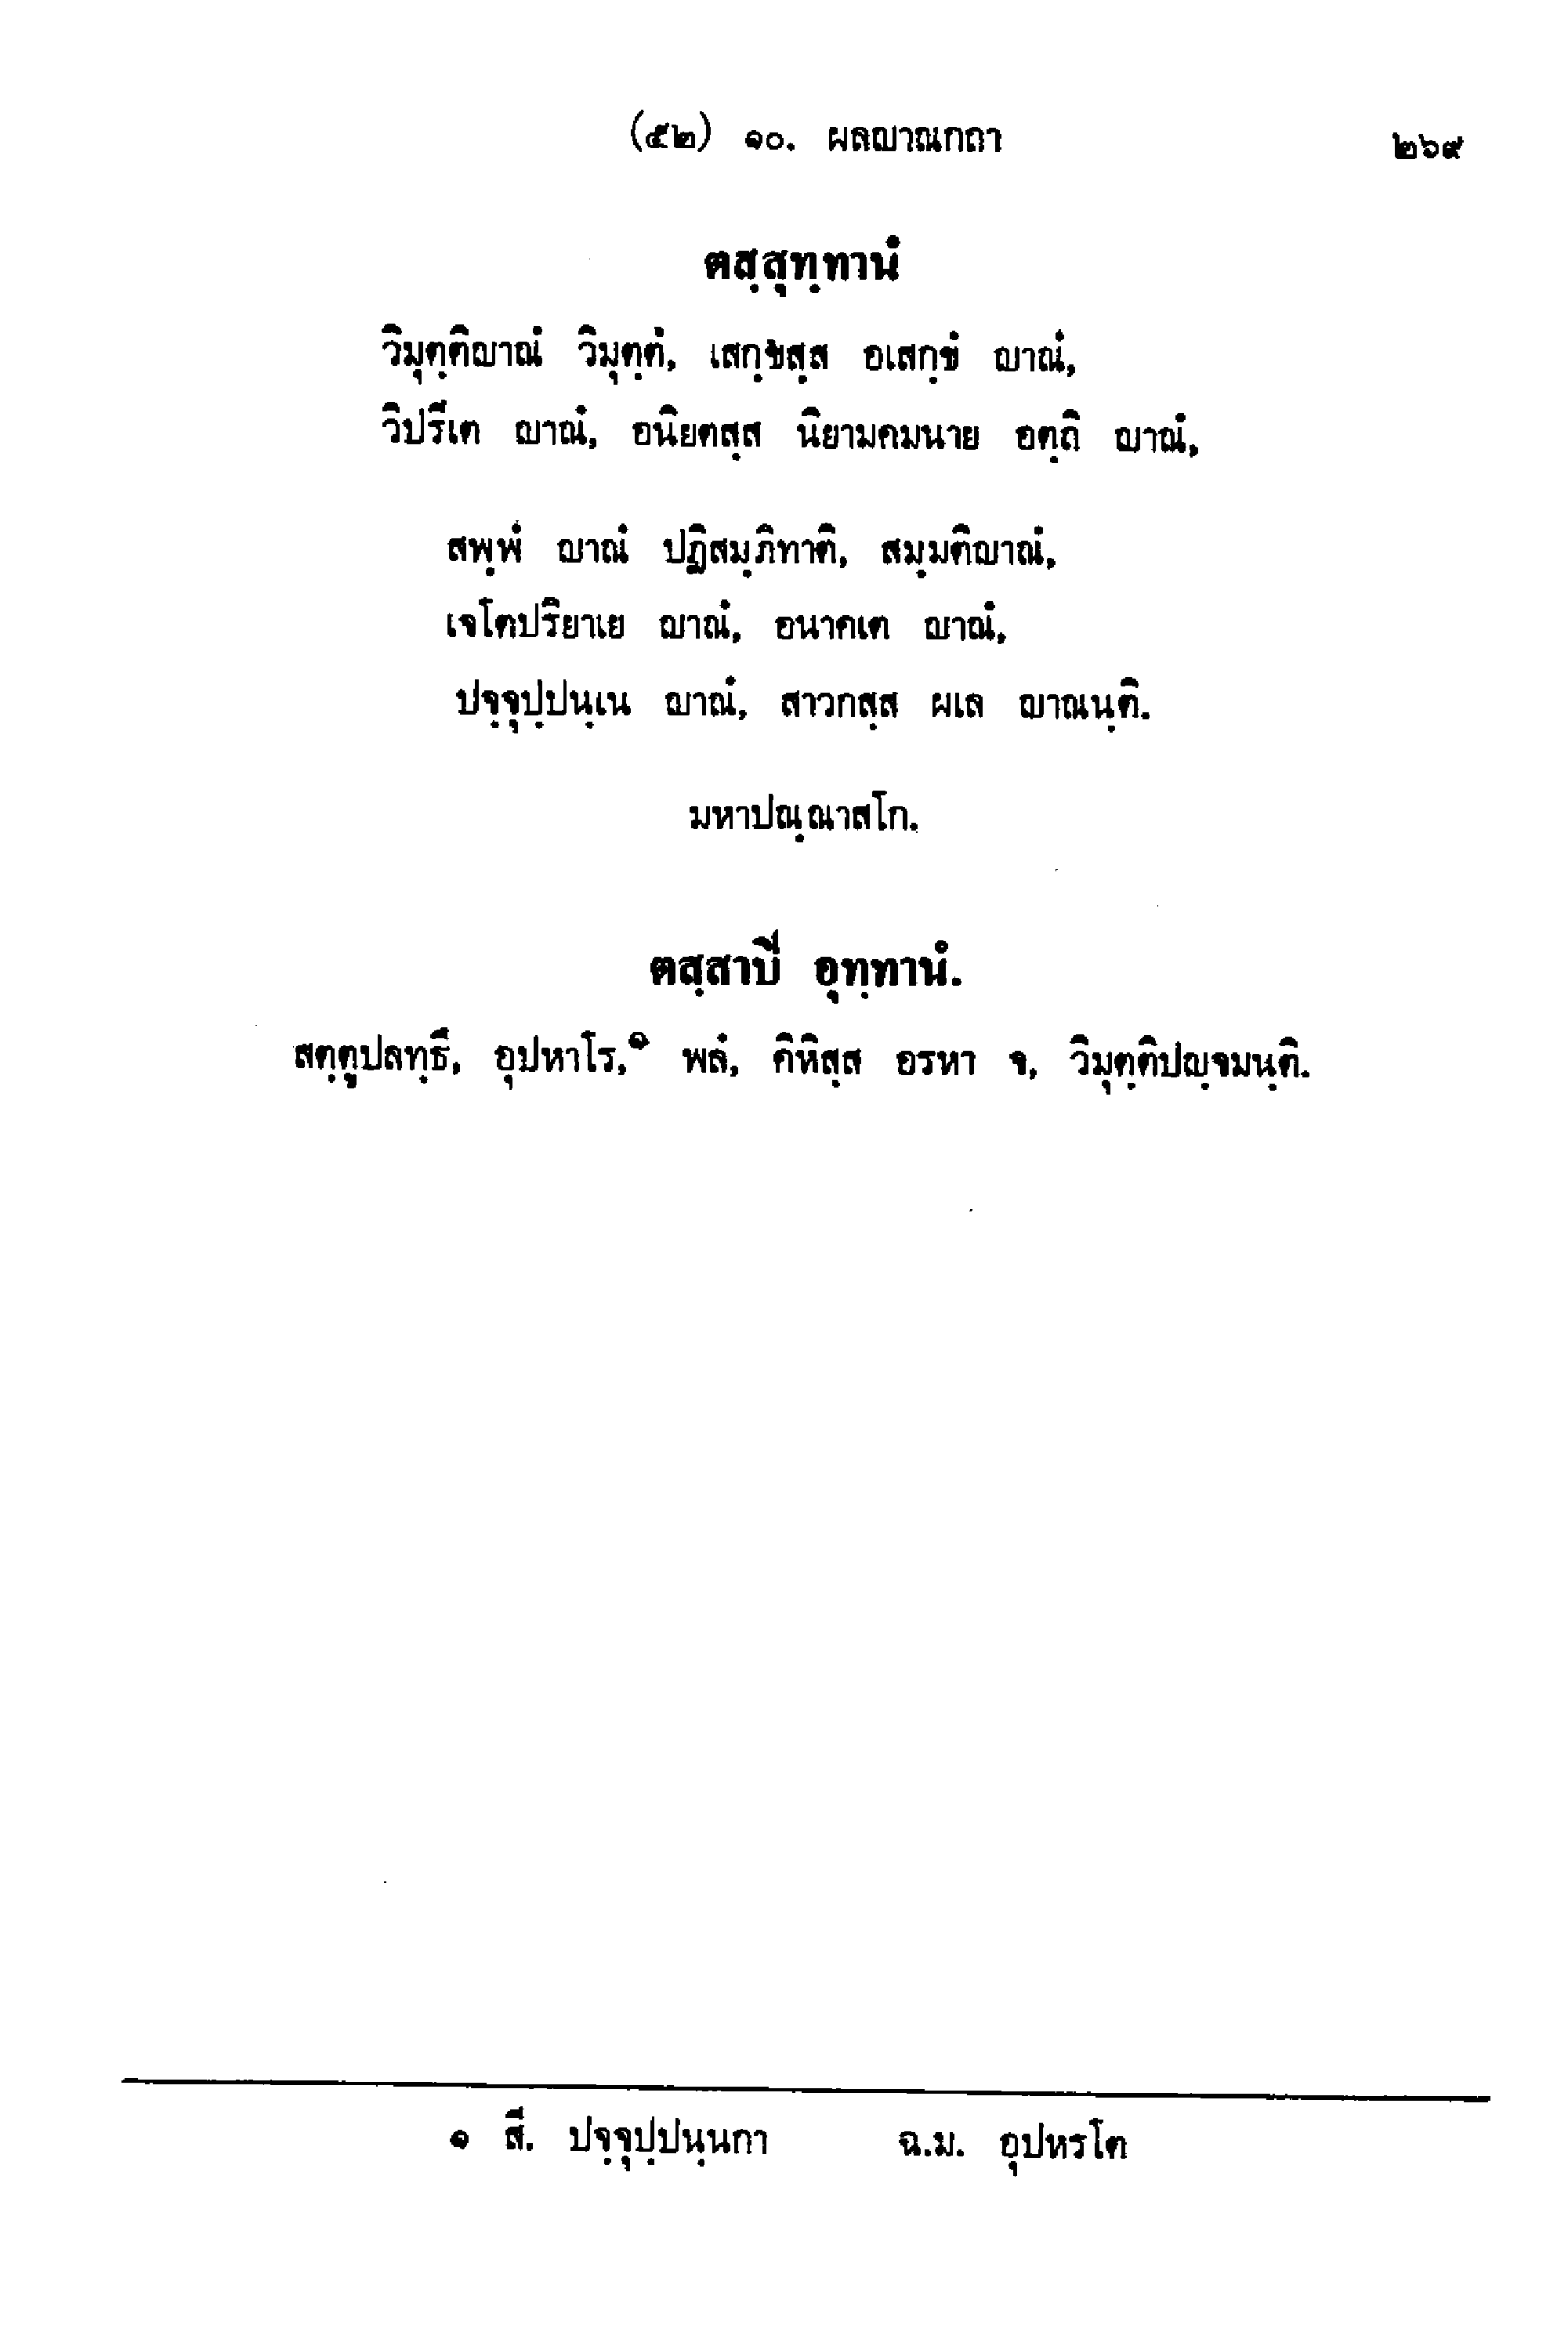 (๕๒) ๑๐. ผลญาณกถา ๒๖๙
ตสฺสุทฺทานํ
วิมุตฺติญาณํ วิมุตฺตํ, เสกฺขสฺส อเสกฺขํ ญาณํ,
วิปรีเต ญาณํ, อนิยตสฺส นิยามคมนาย อตฺถิ ญาณํ,
สพฺพํ ญาณํ ปฏิสมฺภิทาติ, สมฺมติญาณํ,
เจโตปริยาเย ญาณํ, อนาคเต ญาณํ,
ปจฺจุปฺปนฺเน ญาณํ, สาวกสฺส ผเล ญาณนฺติ.
มหาปณฺณาสโก.
ตสฺสาปิ อุทฺทานํ.
สตฺตูปลทฺธึ, อุปหาโร,๑ พลํ, คิหิสฺส อรหา จ, วิมุตฺติปญฺจมนฺติ.
๑ สี. ปจฺจุปฺปนฺนกา ฉ.ม. อุปหรโต